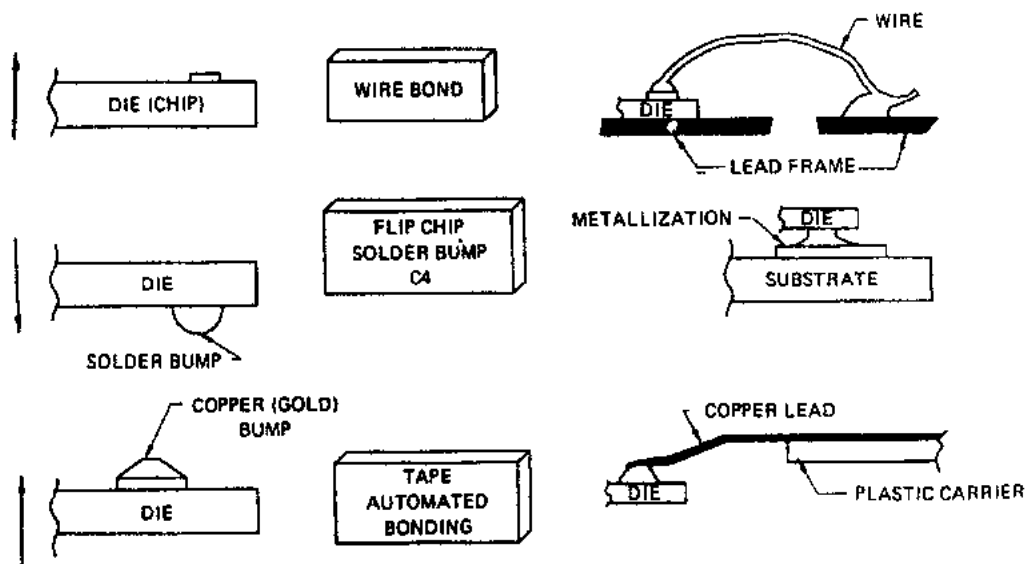 DIE (CHIP)
WIRE BOND
WIRE
DIE
LEAD FRAME
DIE
SOLDER BUMP
FLIP CHIP
SOLDER BUMP
C4
METALLIZATION
DIE
SUBSTRATE
COPPER (GOLD)
BUMP
DIE
TAPE
AUTOMATED
BONDING
COPPER LEAD
DIE
PLASTIC CARRIER